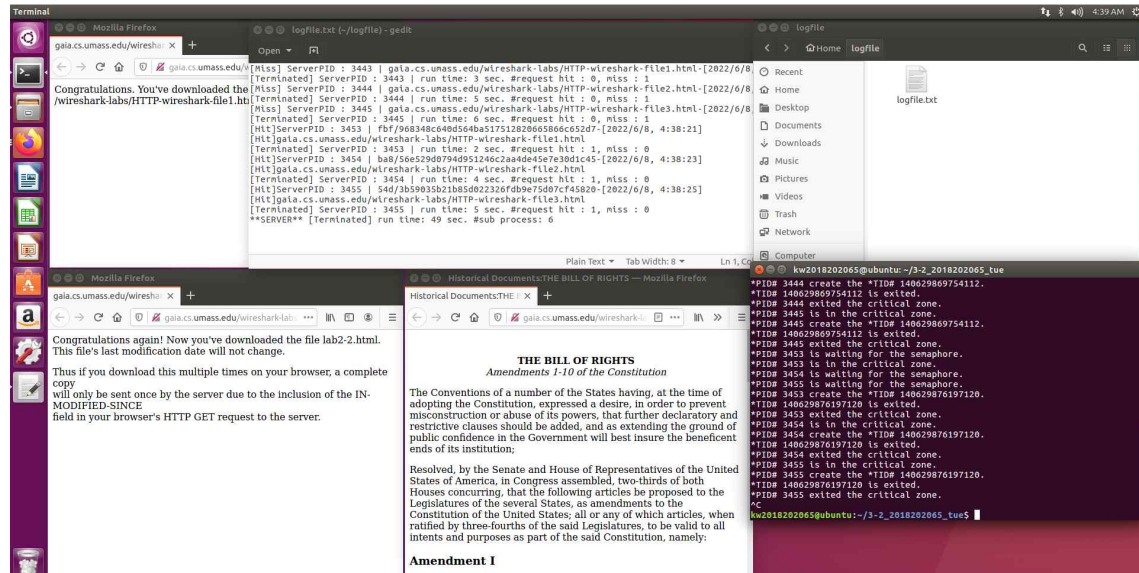 Terminal
4:39 AM
Mozilla Firefox
gaia.cs.umass.edu/wireshar
gaia.cs.umass.edu/w
Congratulations. You've downloaded the
/wireshark-labs/HTTP-wireshark-file1.ht
logfile.txt (~/logfile) - gedit
Open
[Miss] ServerPID : 3443 | gaia.cs.umass.edu/wireshark-labs/HTTP-wireshark-file1.html-[2022/6/8,
[Terminated] ServerPID : 3443 | run time: 3 sec. #request hit : 0, miss : 1
[Miss] ServerPID : 3444 | gaia.cs.umass.edu/wireshark-labs/HTTP-wireshark-file2.html-[2022/6/8,
[Terminated] ServerPID : 3444 | run time: 5 sec. #request hit : 0, miss : 1
[Miss] ServerPID : 3445 | gaia.cs.umass.edu/wireshark-labs/HTTP-wireshark-file3.html-[2022/6/8,
[Terminated] ServerPID : 3445 | run time: 6 sec. #request hit : 0, miss : 1
[Hit]ServerPID : 3453 | fbf/968348c640d564ba517512820665866c652d7-[2022/6/8, 4:38:21]
[Hit]gaia.cs.umass.edu/wireshark-labs/HTTP-wireshark-file1.html
[Terminated] ServerPID : 3453 | run time: 2 sec. #request hit : 1, miss : 0
[Hit]ServerPID : 3454 | ba8/56e529d0794d951246c2aa4de45e7e30d1c45-[2022/6/8, 4:38:23]
[Hit]gaia.cs.umass.edu/wireshark-labs/HTTP-wireshark-file2.html
[Terminated] ServerPID : 3454 | run time: 4 sec. #request hit : 1, miss : 0
[Hit]ServerPID : 3455 | 54d/3b59035b21b85d022326fdb9e75d07cf45820-[2022/6/8, 4:38:25]
[Hit]gaia.cs.umass.edu/wireshark-labs/HTTP-wireshark-file3.html
[Terminated] ServerPID : 3455 | run time: 5 sec. #request hit : 1, miss : 0
**SERVER** [Terminated] run time: 49 sec. #sub process: 6
Plain Text Tab Width: 8 Ln 1, Co
logfile
Home logfile
Recent
Home
Desktop
Documents
Downloads
Music
Pictures
Videos
Trash
Network
Computer
logfile.txt
Mozilla Firefox
gaia.cs.umass.edu/wireshar
gaia.cs.umass.edu/wireshark-labs
Congratulations again! Now you've downloaded the file lab2-2.html.
This file's last modification date will not change.
Thus if you download this multiple times on your browser, a complete
copy
will only be sent once by the server due to the inclusion of the IN-
MODIFIED-SINCE
field in your browser's HTTP GET request to the server.
Historical Documents:THE BILL OF RIGHTS — Mozilla Firefox
Historical Documents:THE B
gaia.cs.umass.edu/wireshark-l
THE BILL OF RIGHTS
Amendments 1-10 of the Constitution
The Conventions of a number of the States having, at the time of
adopting the Constitution, expressed a desire, in order to prevent
misconstruction or abuse of its powers, that further declaratory and
restrictive clauses should be added, and as extending the ground of
public confidence in the Government will best insure the beneficent
ends of its institution;
Resolved, by the Senate and House of Representatives of the United
States of America, in Congress assembled, two-thirds of both
Houses concurring, that the following articles be proposed to the
Legislatures of the several States, as amendments to the
Constitution of the United States; all or any of which articles, when
ratified by three-fourths of the said Legislatures, to be valid to all
intents and purposes as part of the said Constitution, namely:
Amendment I
kw2018202065@ubuntu: ~/3-2_2018202065_tue
*PID# 3444 create the *TID# 140629869754112.
*TID# 140629869754112 is exited.
*PID# 3444 exited the critical zone.
*PID# 3445 is in the critical zone.
*PID# 3445 create the *TID# 140629869754112.
*TID# 140629869754112 is exited.
*PID# 3445 exited the critical zone.
*PID# 3453 is waiting for the semaphore.
*PID# 3453 is in the critical zone.
*PID# 3454 is waiting for the semaphore.
*PID# 3455 is waiting for the semaphore.
*PID# 3453 create the *TID# 140629876197120.
*TID# 140629876197120 is exited.
*PID# 3453 exited the critical zone.
*PID# 3454 is in the critical zone.
*PID# 3454 create the *TID# 140629876197120.
*TID# 140629876197120 is exited.
*PID# 3454 exited the critical zone.
*PID# 3455 is in the critical zone.
*PID# 3455 create the *TID# 140629876197120.
*TID# 140629876197120 is exited.
*PID# 3455 exited the critical zone.
^C
kw2018202065@ubuntu:~/3-2_2018202065_tue$